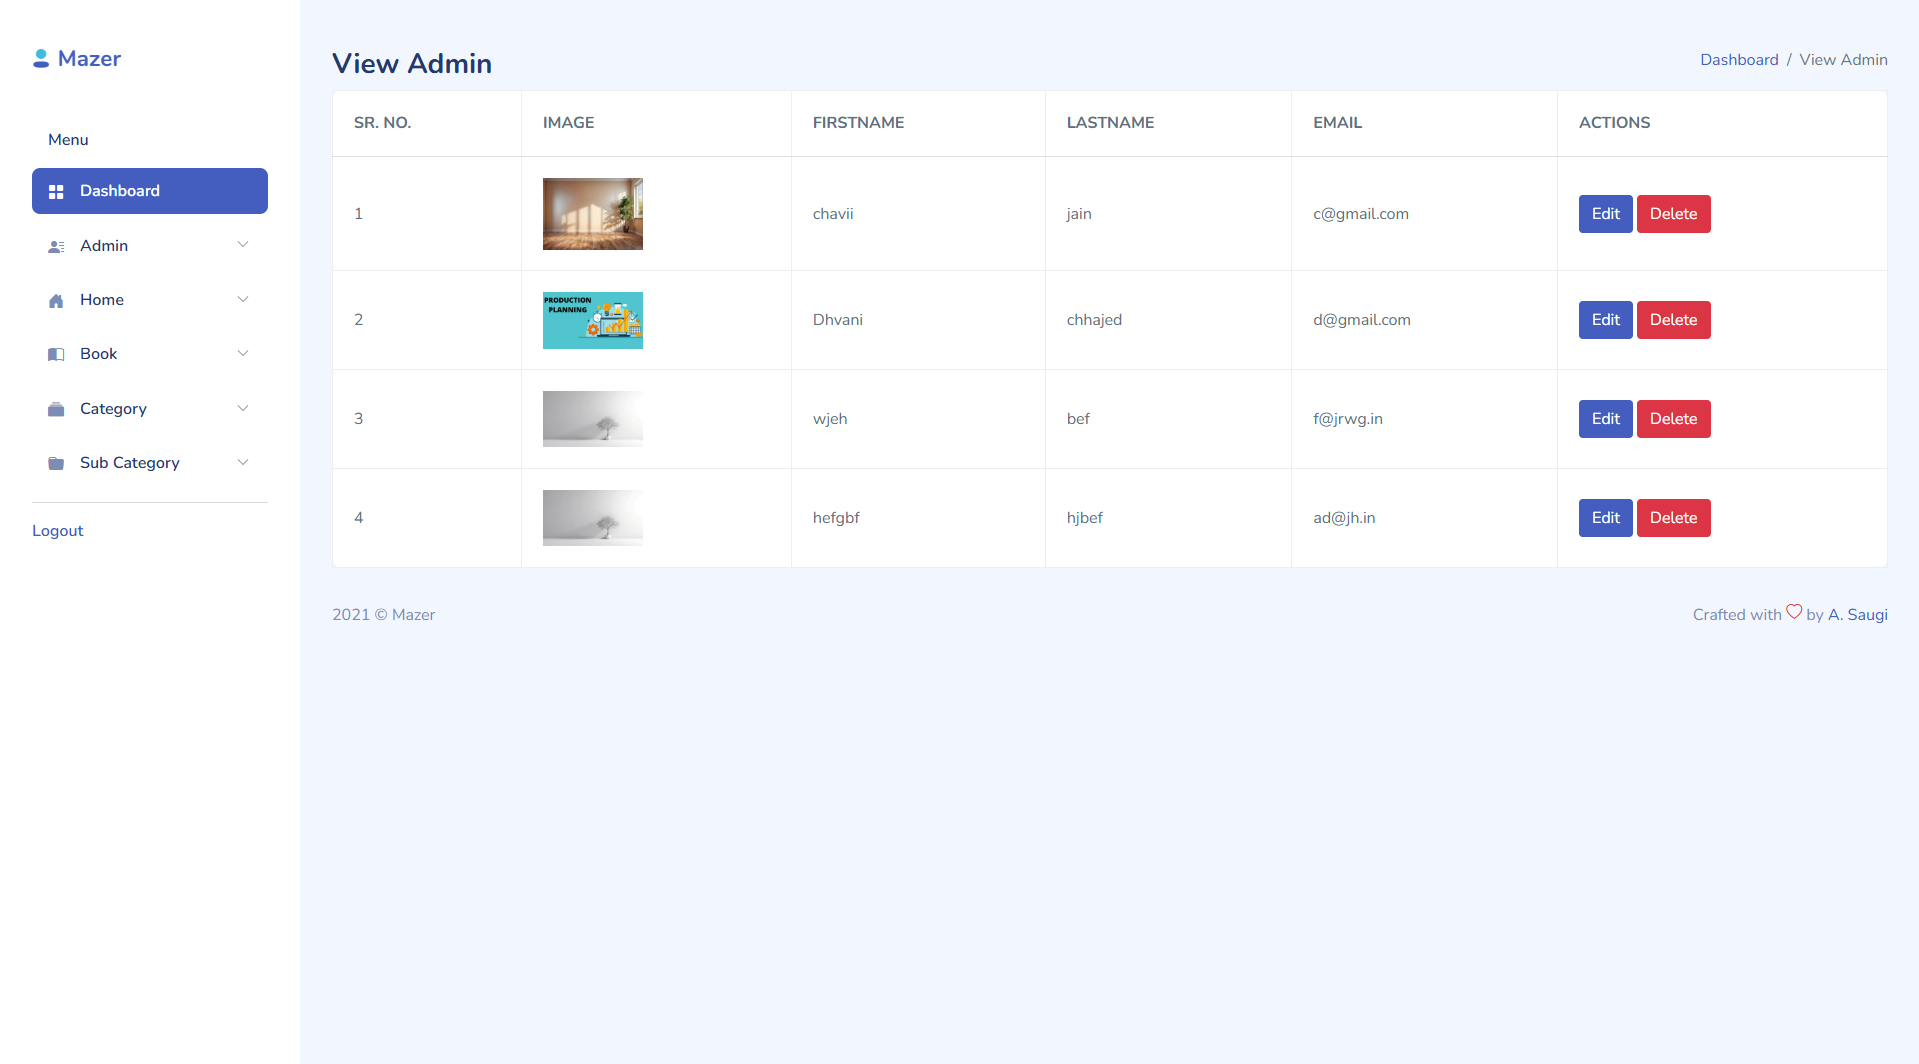 Mazer
Menu
Dashboard
Admin
Home
Book
Category
Sub Category
Logout
View Admin
Dashboard / View Admin
SR. NO. IMAGE FIRSTNAME LASTNAME EMAIL ACTIONS
1 chavii jain c@gmail.com Edit Delete
PRODUCTION
PLANNING
2 Dhvani chhajed d@gmail.com Edit Delete
3 wjeh bef f@jrwg.in Edit Delete
4 hefgbf hjbef ad@jh.in Edit Delete
2021 © Mazer
Crafted with by A. Saugi